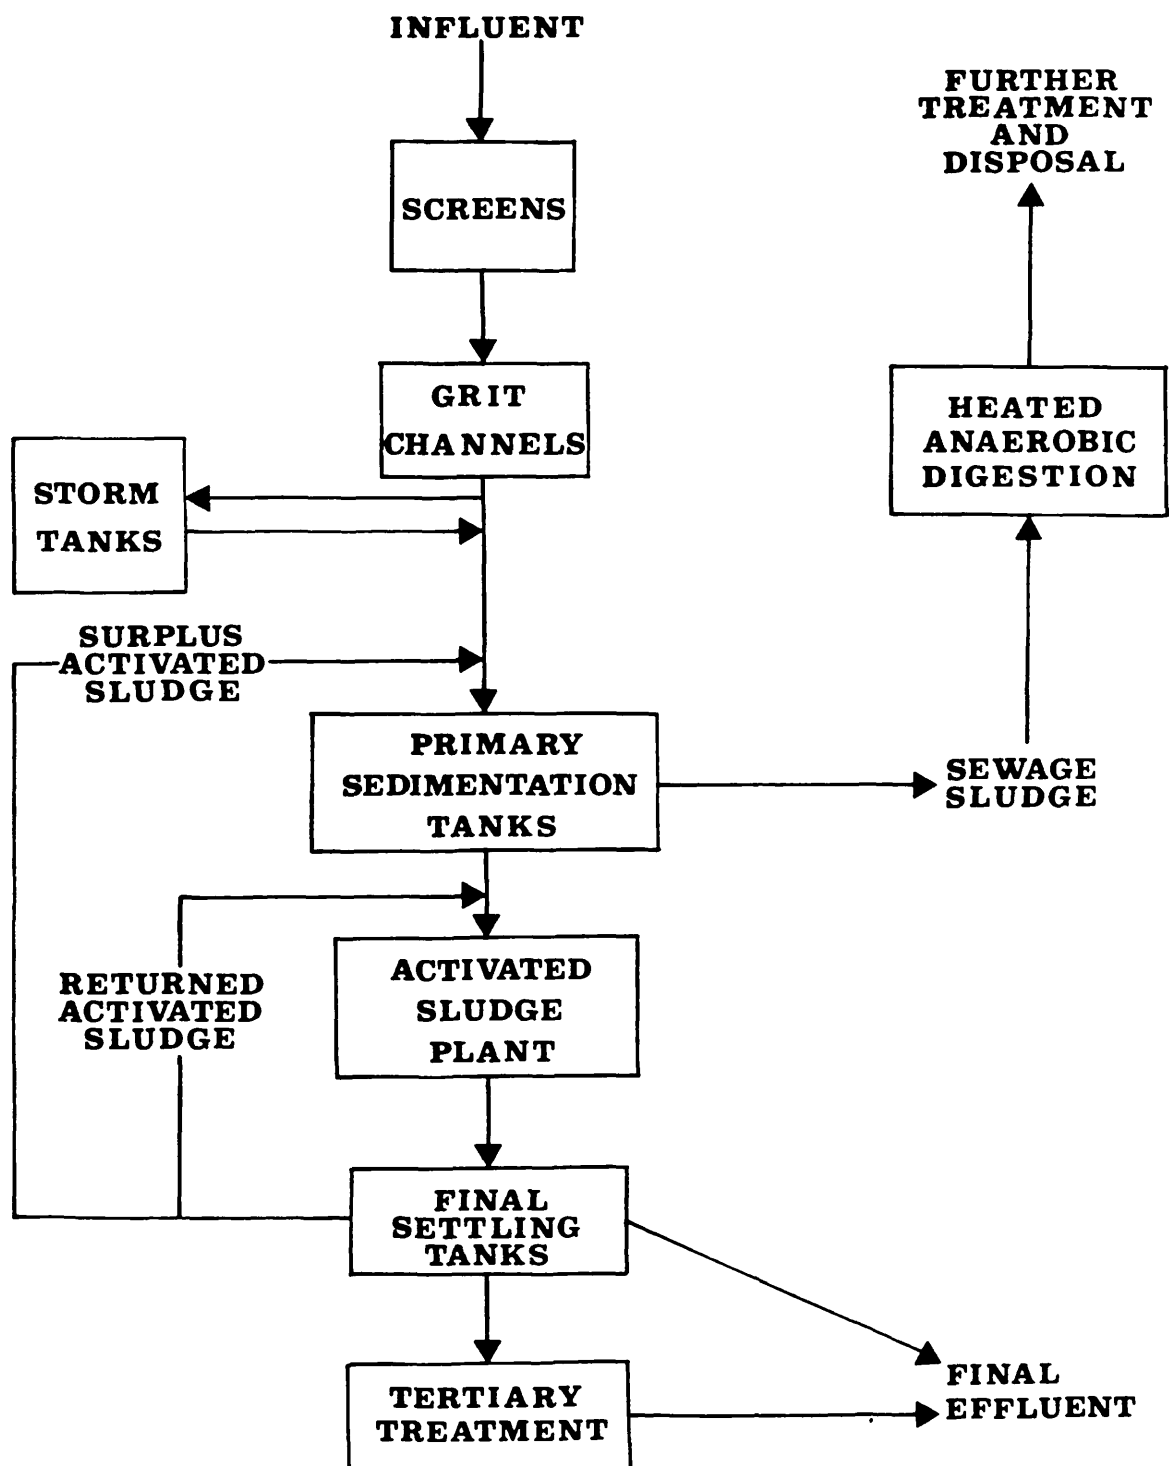 INFLUENT
FURTHER
TREATMENT
AND
DISPOSAL
SCREENS
GRIT
CHANNELS
HEATED
ANAEROBIC
DIGESTION
STORM
TANKS
SURPLUS
ACTIVATED
SLUDGE
PRIMARY
SEDIMENTATION
TANKS
SEWAGE
SLUDGE
RETURNED
ACTIVATED
SLUDGE
ACTIVATED
SLUDGE
PLANT
FINAL
SETTLING
TANKS
TERTIARY
TREATMENT
FINAL
EFFLUENT